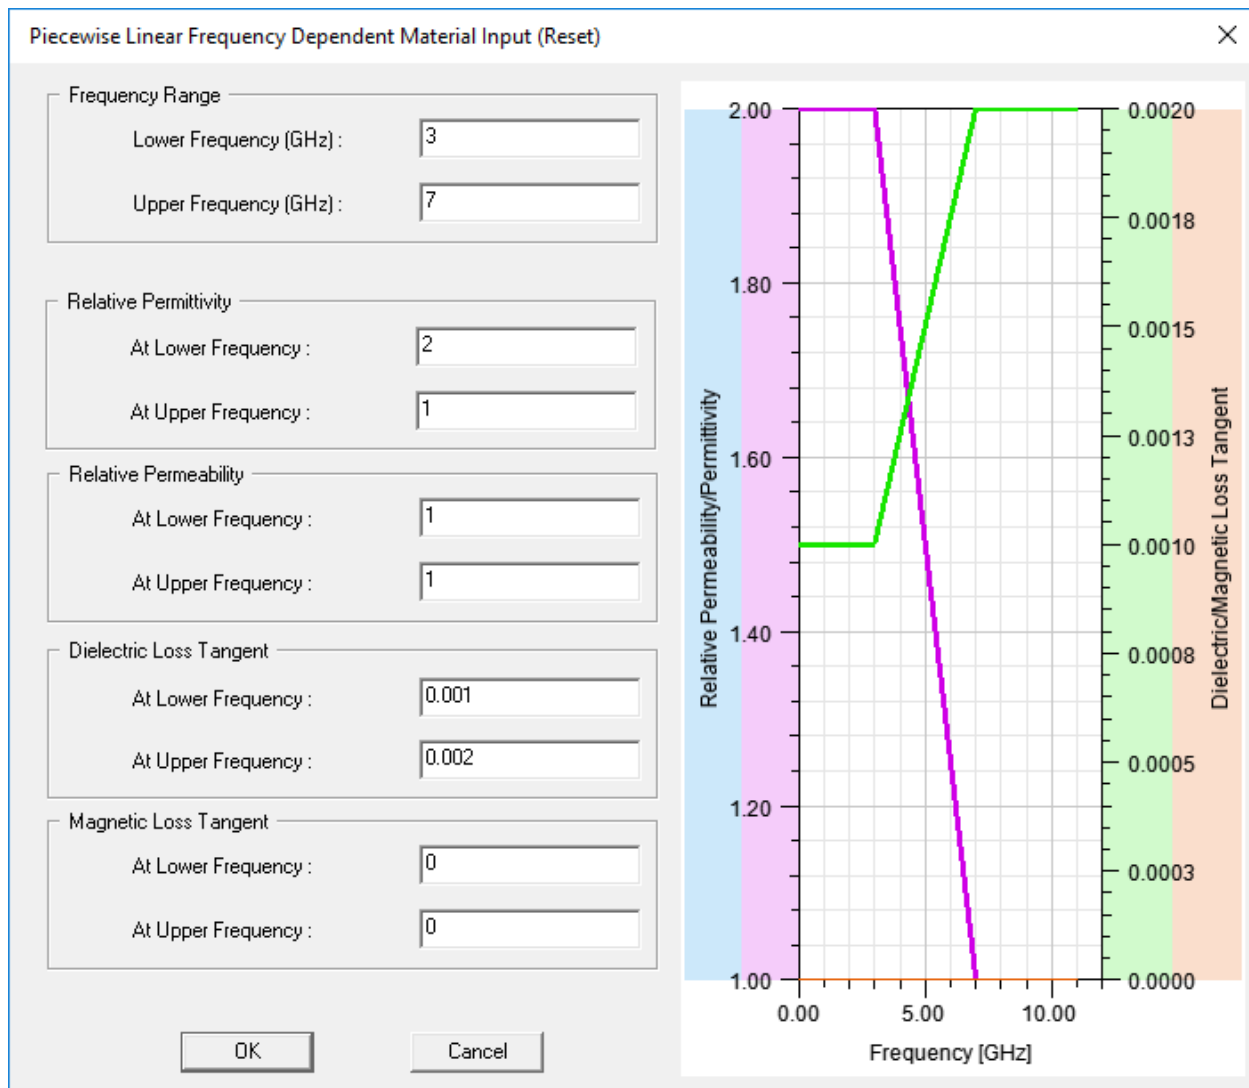 Piecewise Linear Frequency Dependent Material Input (Reset)
Frequency Range
Lower Frequency (GHz) : 3
Upper Frequency (GHz) : 7
Relative Permittivity
At Lower Frequency : 2
At Upper Frequency : 1
Relative Permeability
At Lower Frequency : 1
At Upper Frequency : 1
Dielectric Loss Tangent
At Lower Frequency : 0.001
At Upper Frequency : 0.002
Magnetic Loss Tangent
At Lower Frequency : 0
At Upper Frequency : 0
OK Cancel
Relative Permeability/Permittivity
2.00
1.80
1.60
1.40
1.20
1.00
0.00 5.00 10.00
Frequency [GHz]
0.0020
0.0018
0.0015
0.0013
0.0010
0.0008
0.0005
0.0003
0.0000
Dielectric/Magnetic Loss Tangent